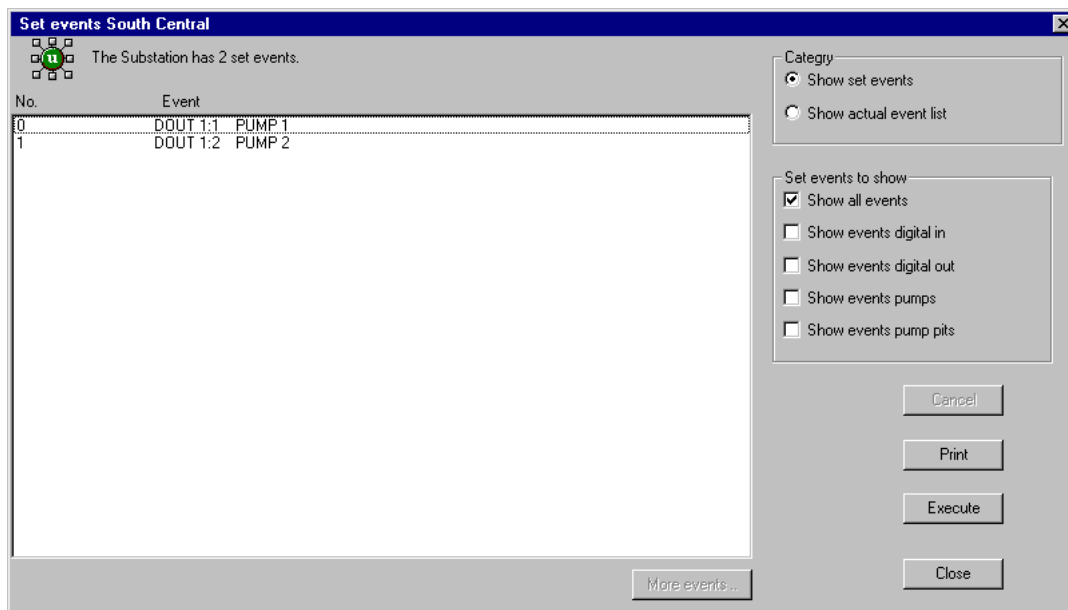 Set events South Central
u
The Substation has 2 set events.
No. Event
0 DOUT 1:1 PUMP 1
1 DOUT 1:2 PUMP 2
More events ..
Categry
Show set events
Show actual event list
Set events to show
Show all events
Show events digital in
Show events digital out
Show events pumps
Show events pump pits
Cancel
Print
Execute
Close